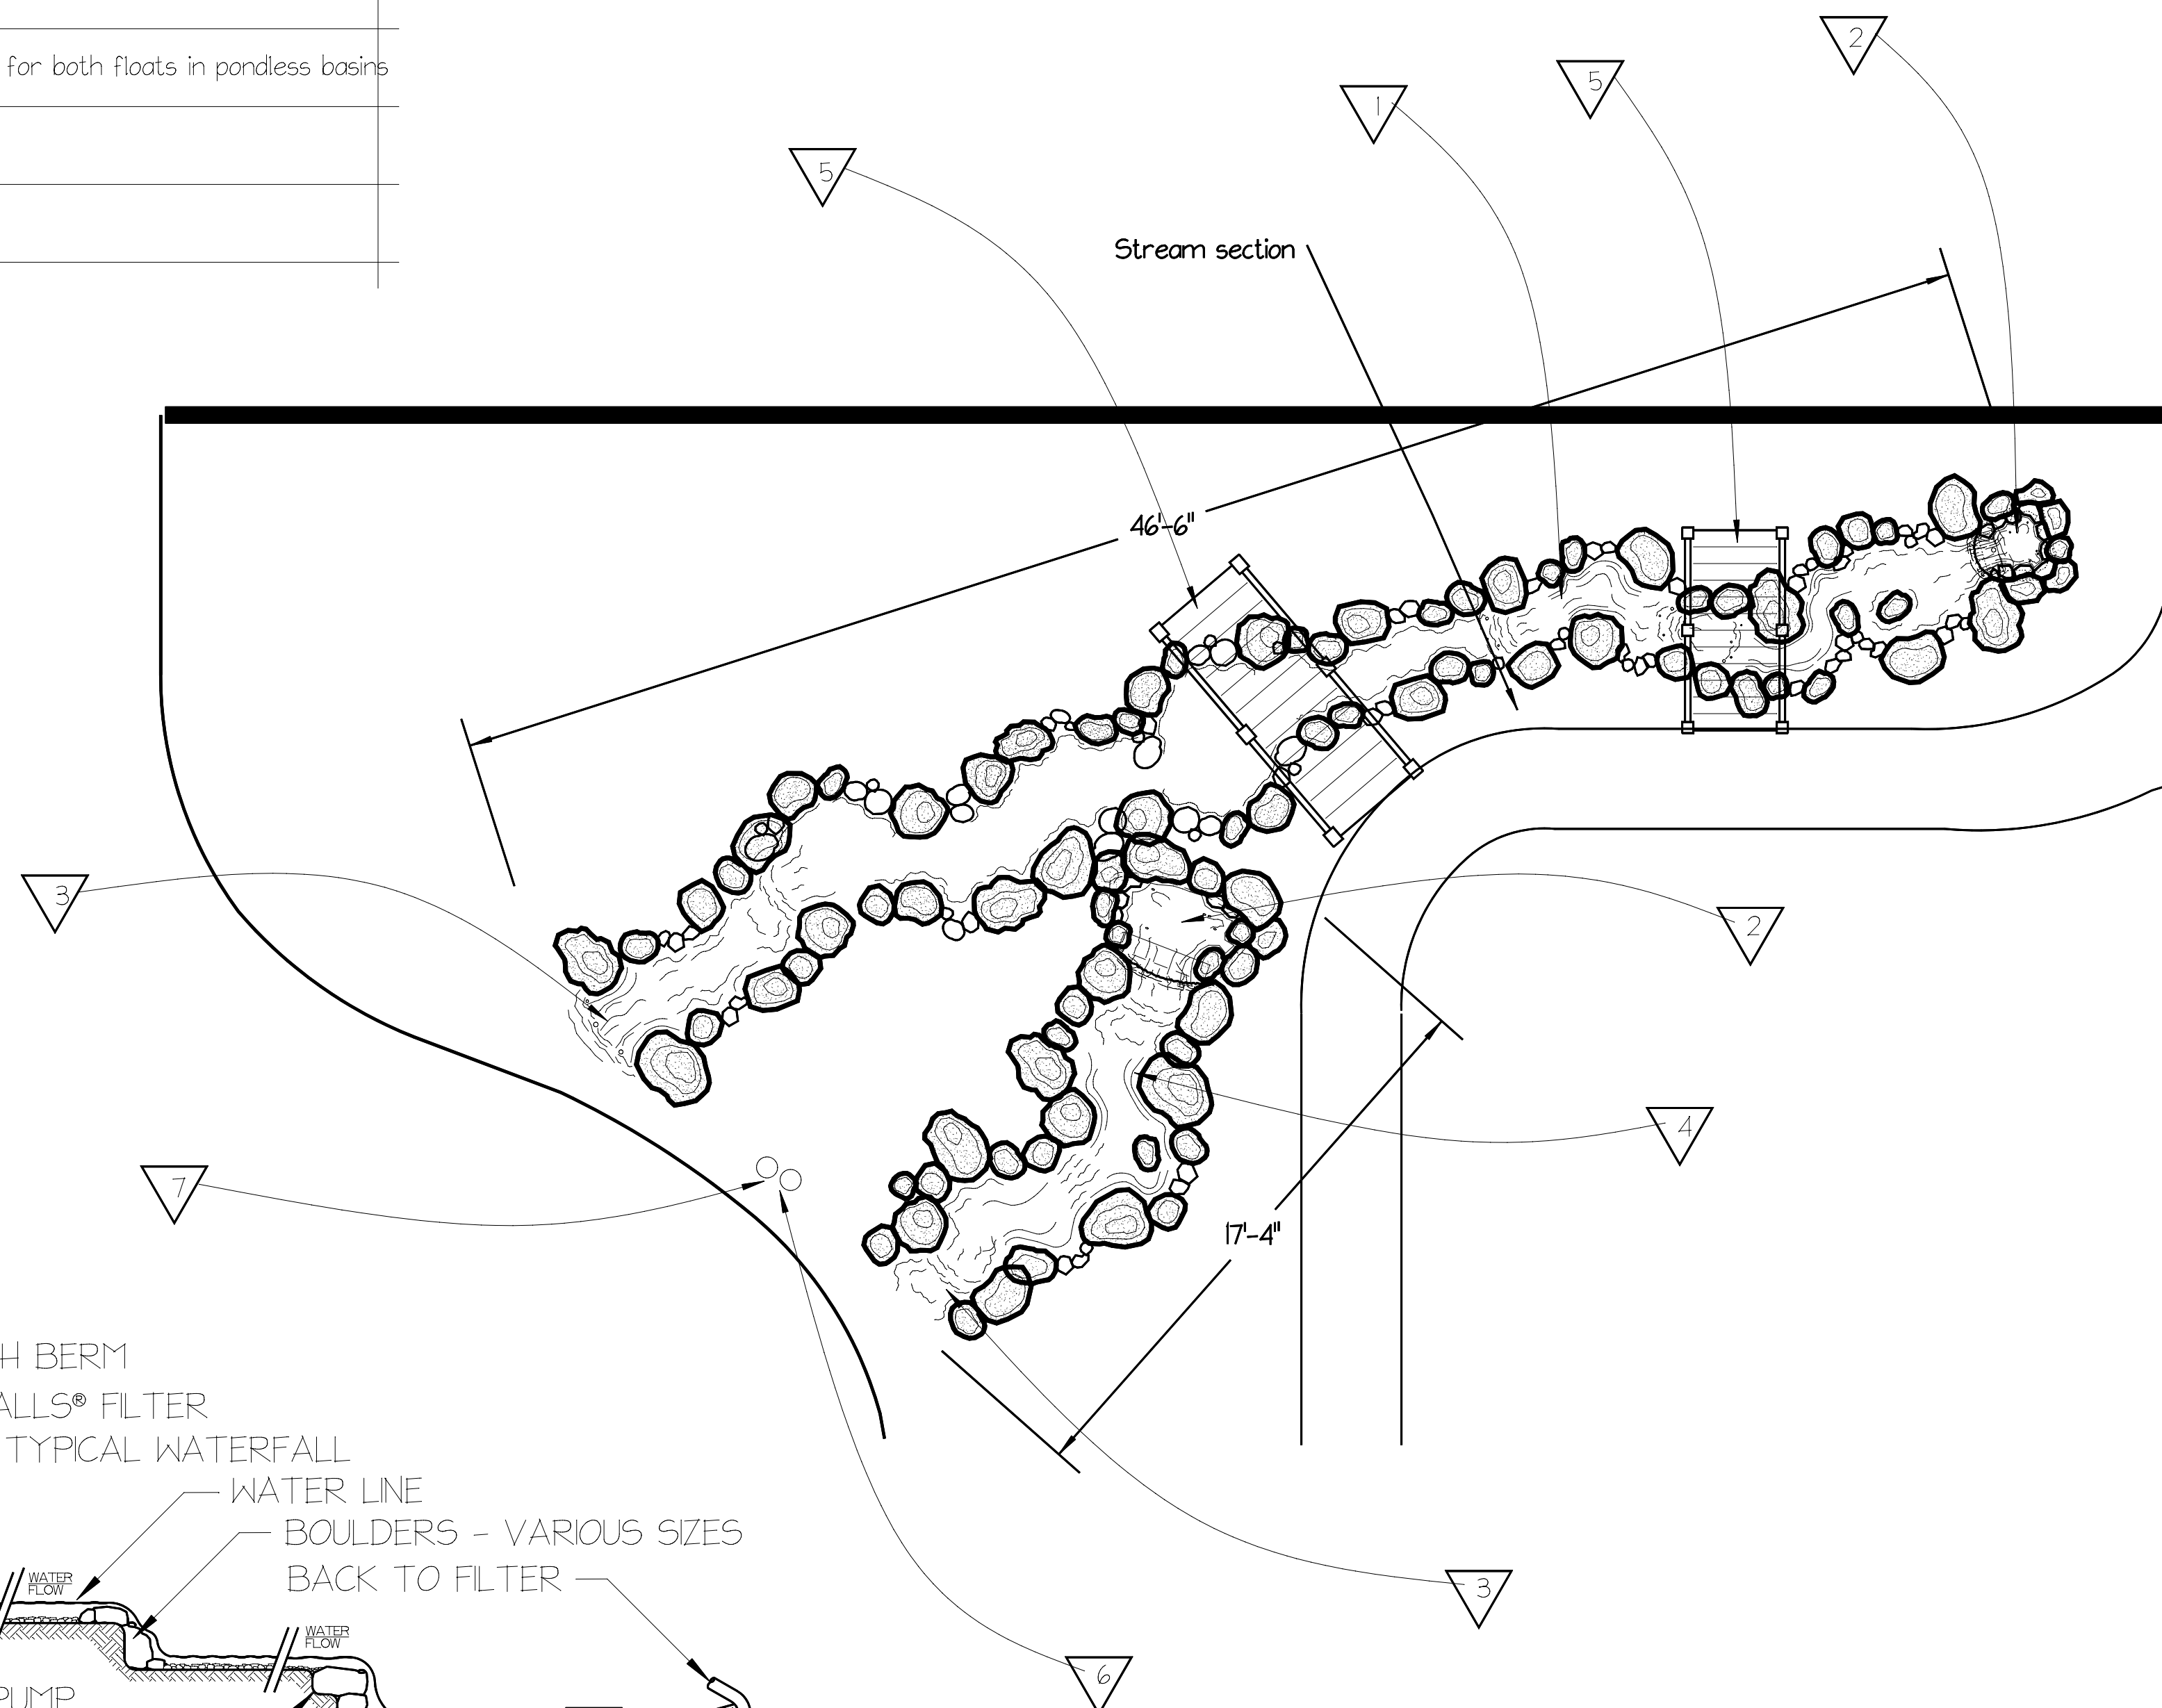 for both floats in pondless basins
2
5
1
5
Stream section
46'-6"
3
2
4
7
17'-4"
H BERM
ALLS® FILTER
TYPICAL WATERFALL
WATER LINE
BOULDERS - VARIOUS SIZES
BACK TO FILTER
WATER
FLOW
3
WATER
FLOW
6
PUMP